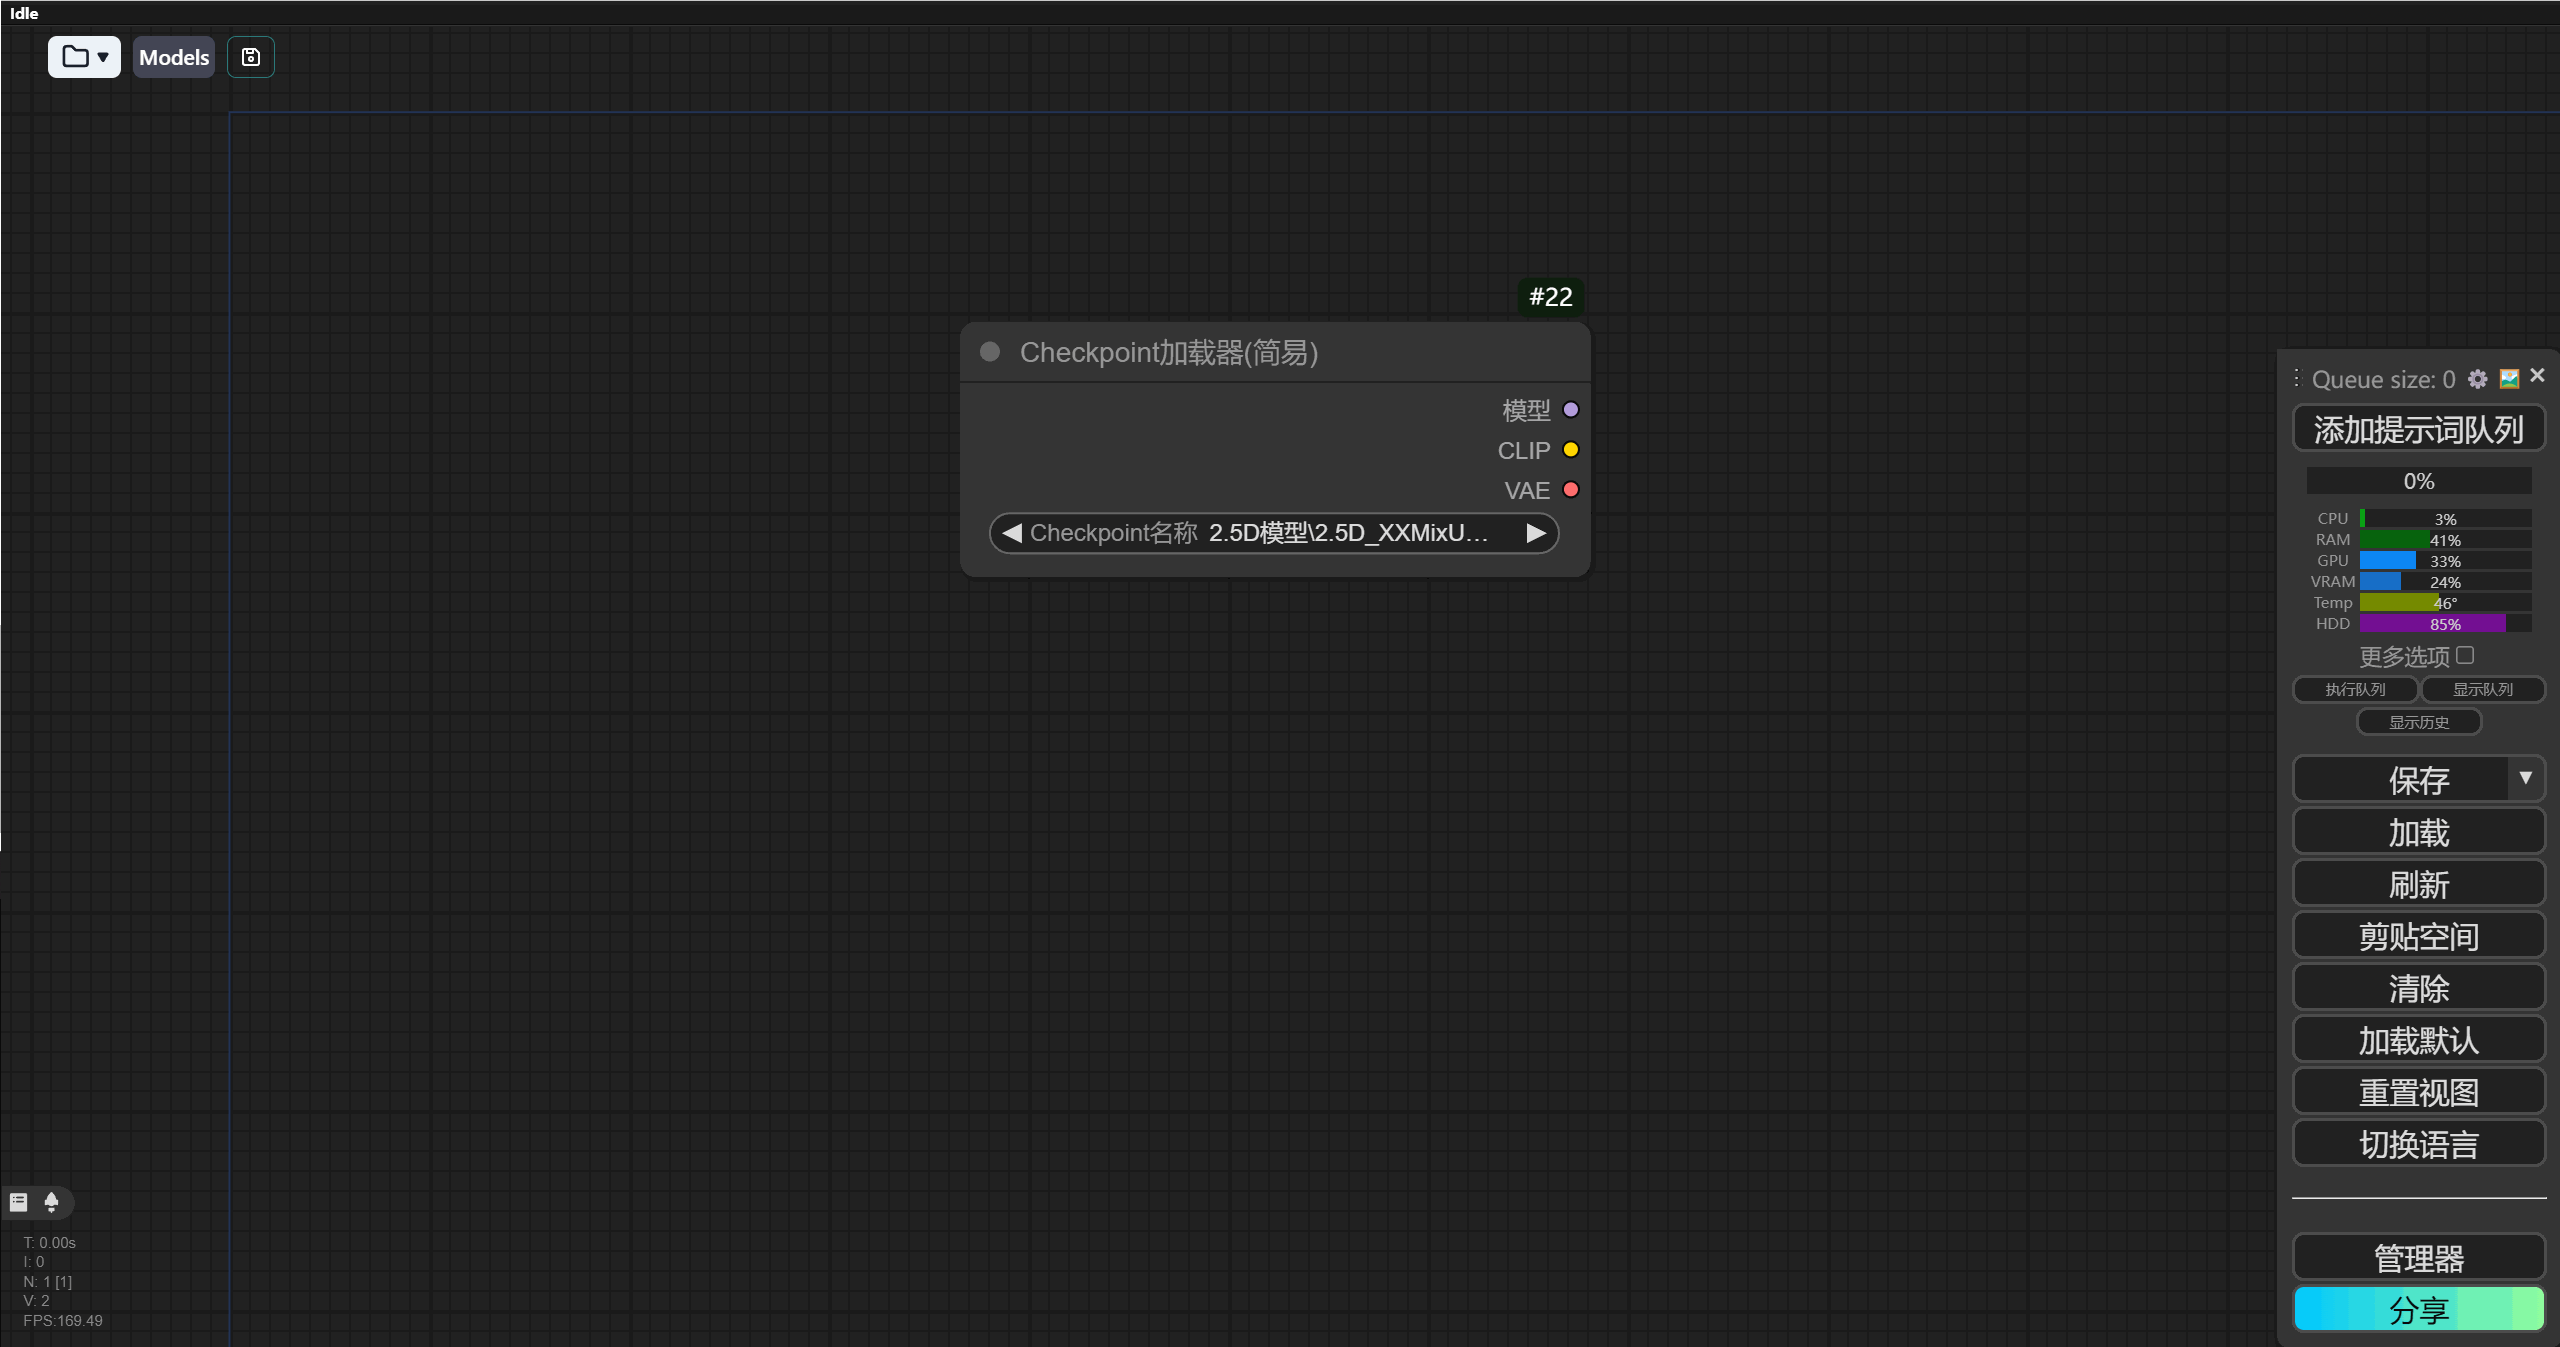 Idle
Models
#22
Checkpoint加载器(简易)
模型
CLIP
VAE
Checkpoint名称 2.5D模型\2.5D_XXMixU...
Queue size: 0
添加提示词队列
0%
CPU 3%
RAM 41%
GPU 33%
VRAM 24%
Temp 46°
HDD 85%
更多选项
执行队列 显示队列
显示历史
保存
加载
刷新
剪贴空间
清除
加载默认
重置视图
切换语言
管理器
分享
T: 0.00s
I: 0
N: 1 [1]
V: 2
FPS:169.49